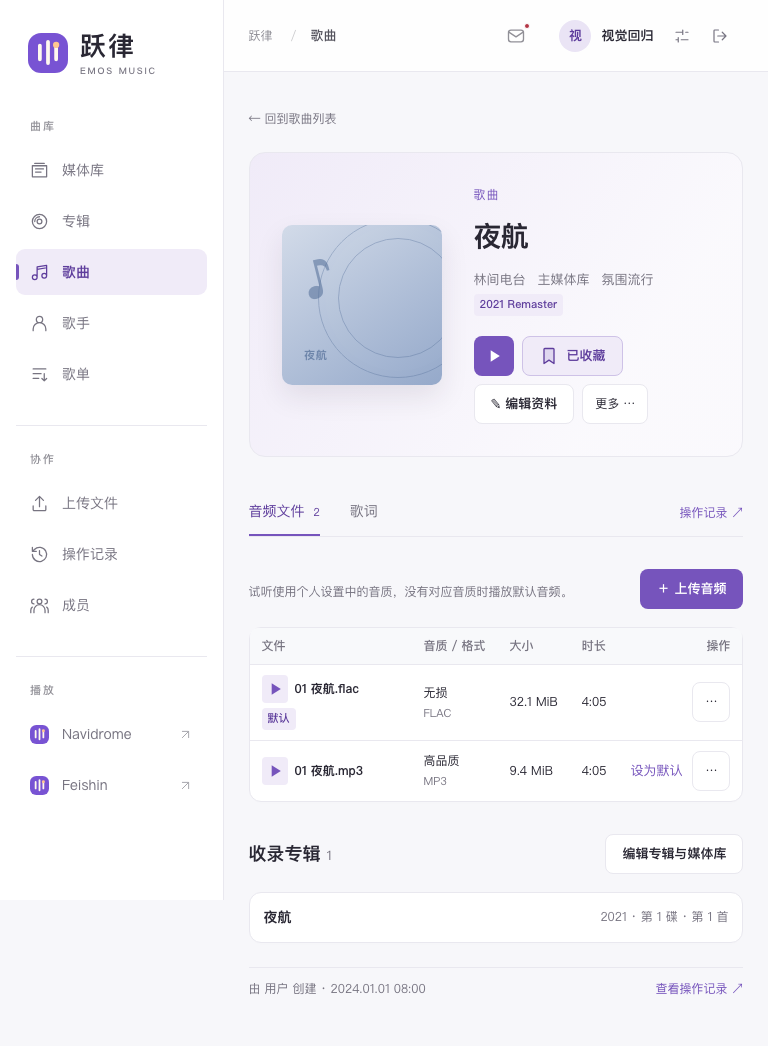 跃律
EMOS MUSIC
曲库
媒体库
专辑
歌曲
歌手
歌单
协作
上传文件
操作记录
成员
播放
Navidrome
Feishin
跃律 / 歌曲
视 视觉回归
← 回到歌曲列表
夜航
歌曲
夜航
林间电台 主媒体库 氛围流行
2021 Remaster
已收藏
✎ 编辑资料 更多 ···
音频文件 2 歌词 操作记录 ↗
试听使用个人设置中的音质，没有对应音质时播放默认音频。 + 上传音频
文件 音质 / 格式 大小 时长 操作
01 夜航.flac 默认 无损 FLAC 32.1 MiB 4:05 ···
01 夜航.mp3 高品质 MP3 9.4 MiB 4:05 设为默认 ···
收录专辑 1 编辑专辑与媒体库
夜航 2021 · 第 1 碟 · 第 1 首
由 用户 创建 · 2024.01.01 08:00 查看操作记录 ↗